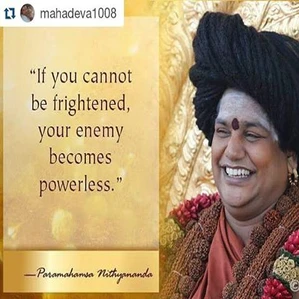 mahadeva1008
“If you cannot
be frightened,
your enemy
becomes
powerless.”
—Paramahamsa Nithyananda